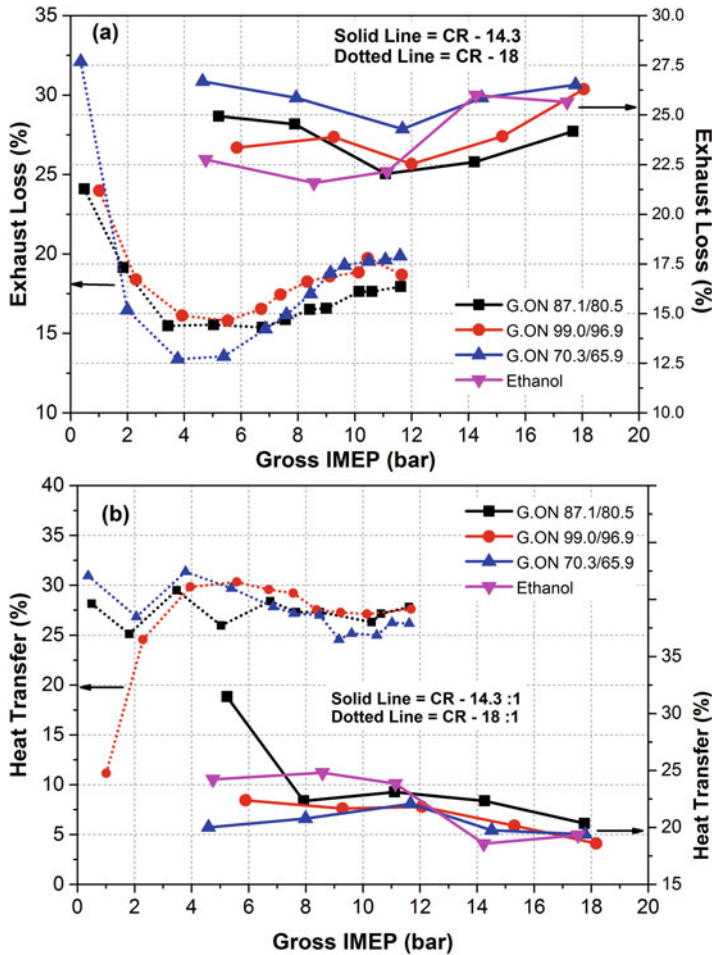 (a)
Solid Line = CR - 14.3
Dotted Line = CR - 18
35
30
25
20
15
10
Exhaust Loss (%)
30.0
27.5
25.0
22.5
20.0
17.5
15.0
12.5
10.0
Exhaust Loss (%)
G.ON 87.1/80.5
G.ON 99.0/96.9
G.ON 70.3/65.9
Ethanol
0 2 4 6 8 10 12 14 16 18 20
Gross IMEP (bar)
(b)
40
35
30
25
20
15
10
5
0
Heat Transfer (%)
G.ON 87.1/80.5
G.ON 99.0/96.9
G.ON 70.3/65.9
Ethanol
Solid Line = CR - 14.3 :1
Dotted Line = CR - 18 :1
35
30
25
20
15
Heat Transfer (%)
0 2 4 6 8 10 12 14 16 18 20
Gross IMEP (bar)